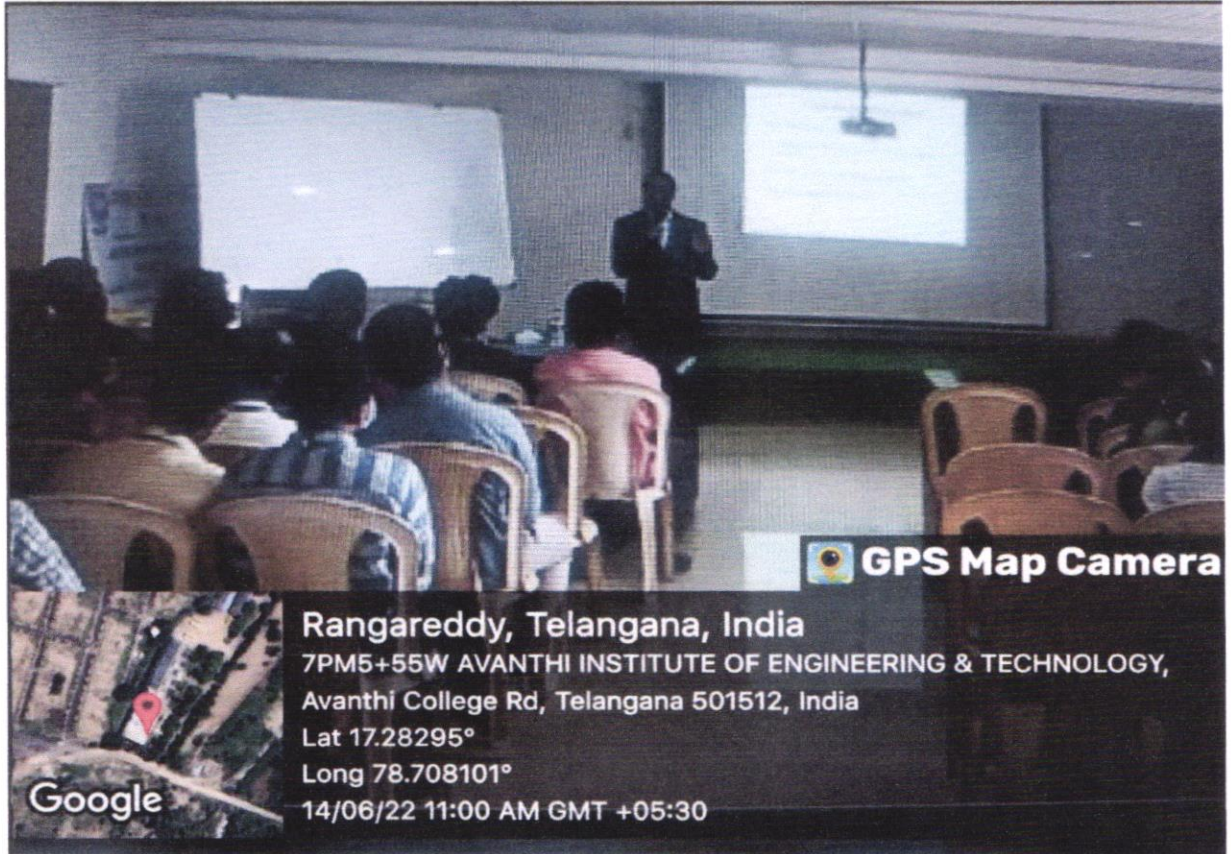 GPS Map Camera
Rangareddy, Telangana, India
7PM5+55W AVANTHI INSTITUTE OF ENGINEERING & TECHNOLOGY,
Avanthi College Rd, Telangana 501512, India
Lat 17.28295°
Long 78.708101°
14/06/22 11:00 AM GMT +05:30
Google